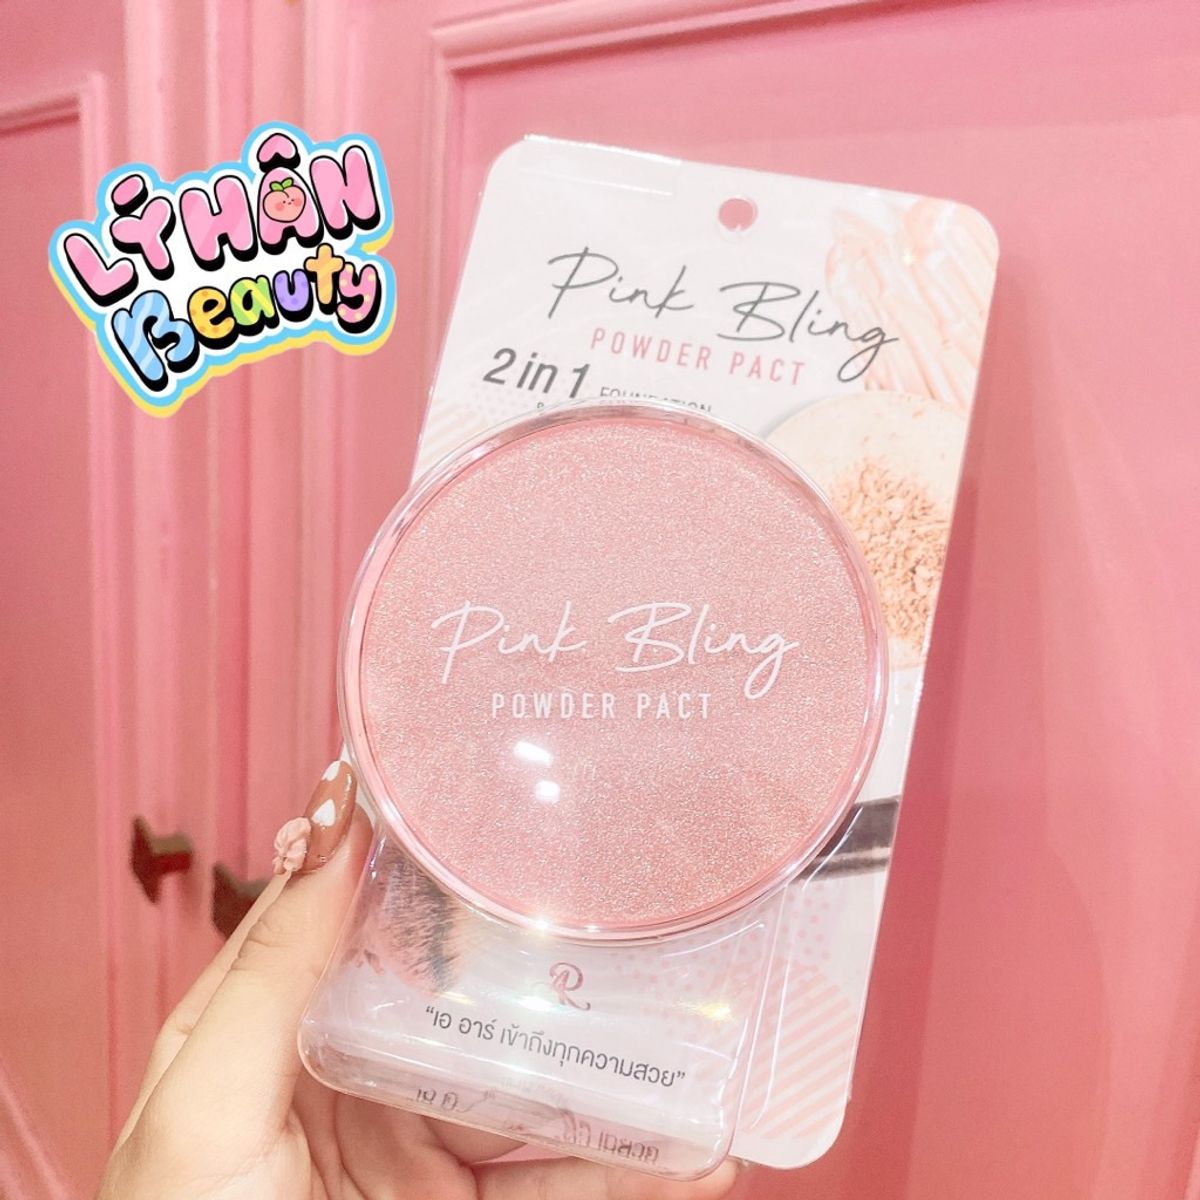 LÝ HÂN
Beauty
Pink Bling
POWDER PACT
2 in 1 FOUNDATION
&
Pink Bling
POWDER PACT
AR
“เอ อาร์ เข้าถึงทุกความสวย”